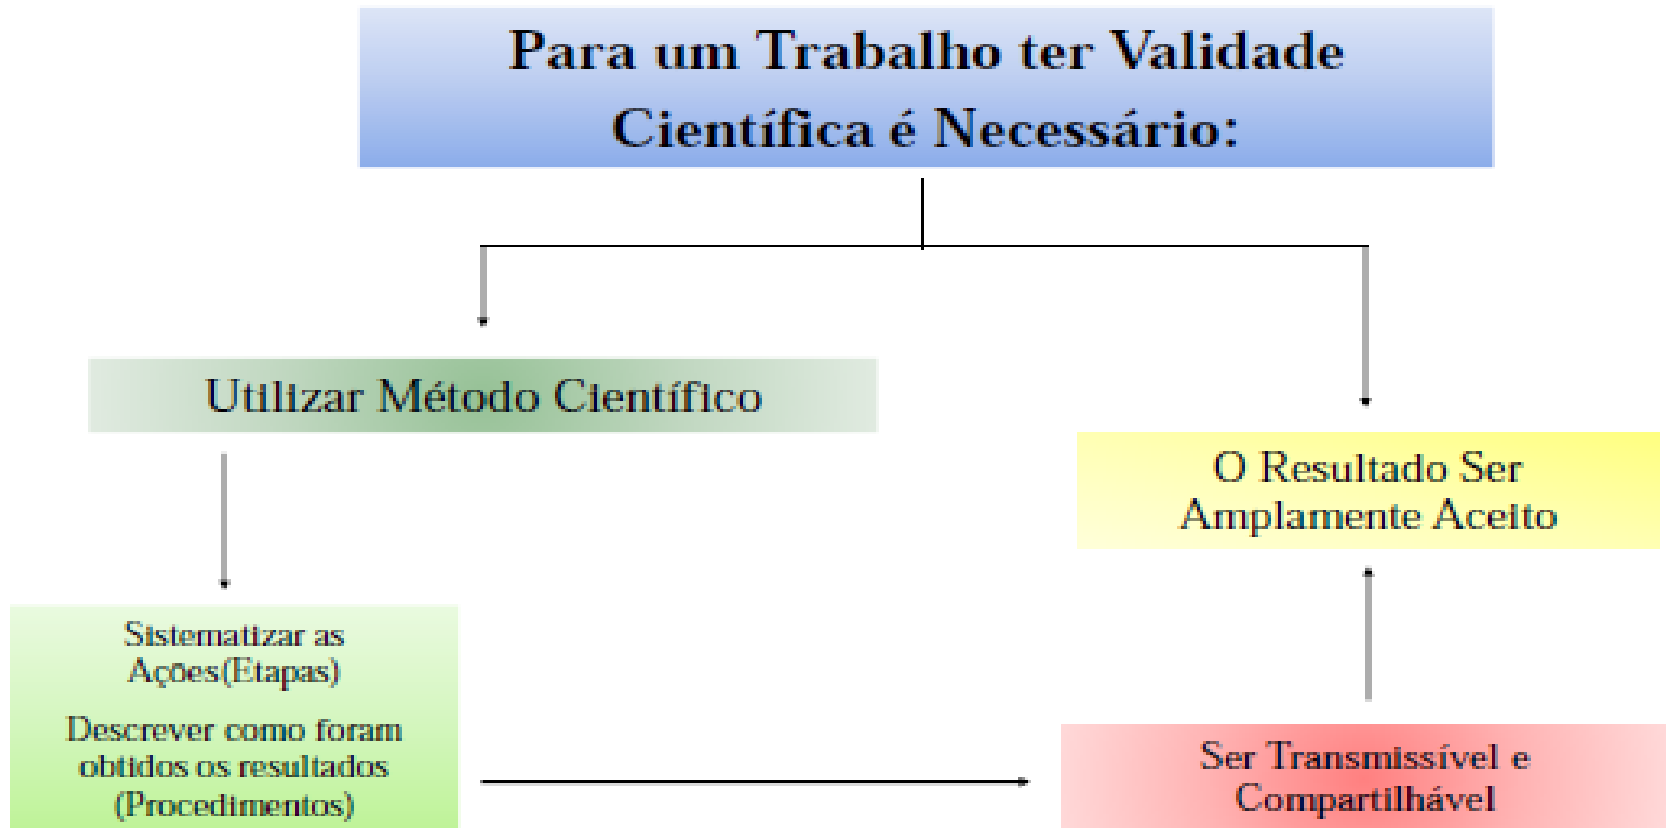 Para um Trabalho ter Validade
Científica é Necessário:
Utilizar Método Científico
O Resultado Ser
Amplamente Aceito
Sistematizar as
Ações(Etapas)
Descrever como foram
obtidos os resultados
(Procedimentos)
Ser Transmissível e
Compartilhável